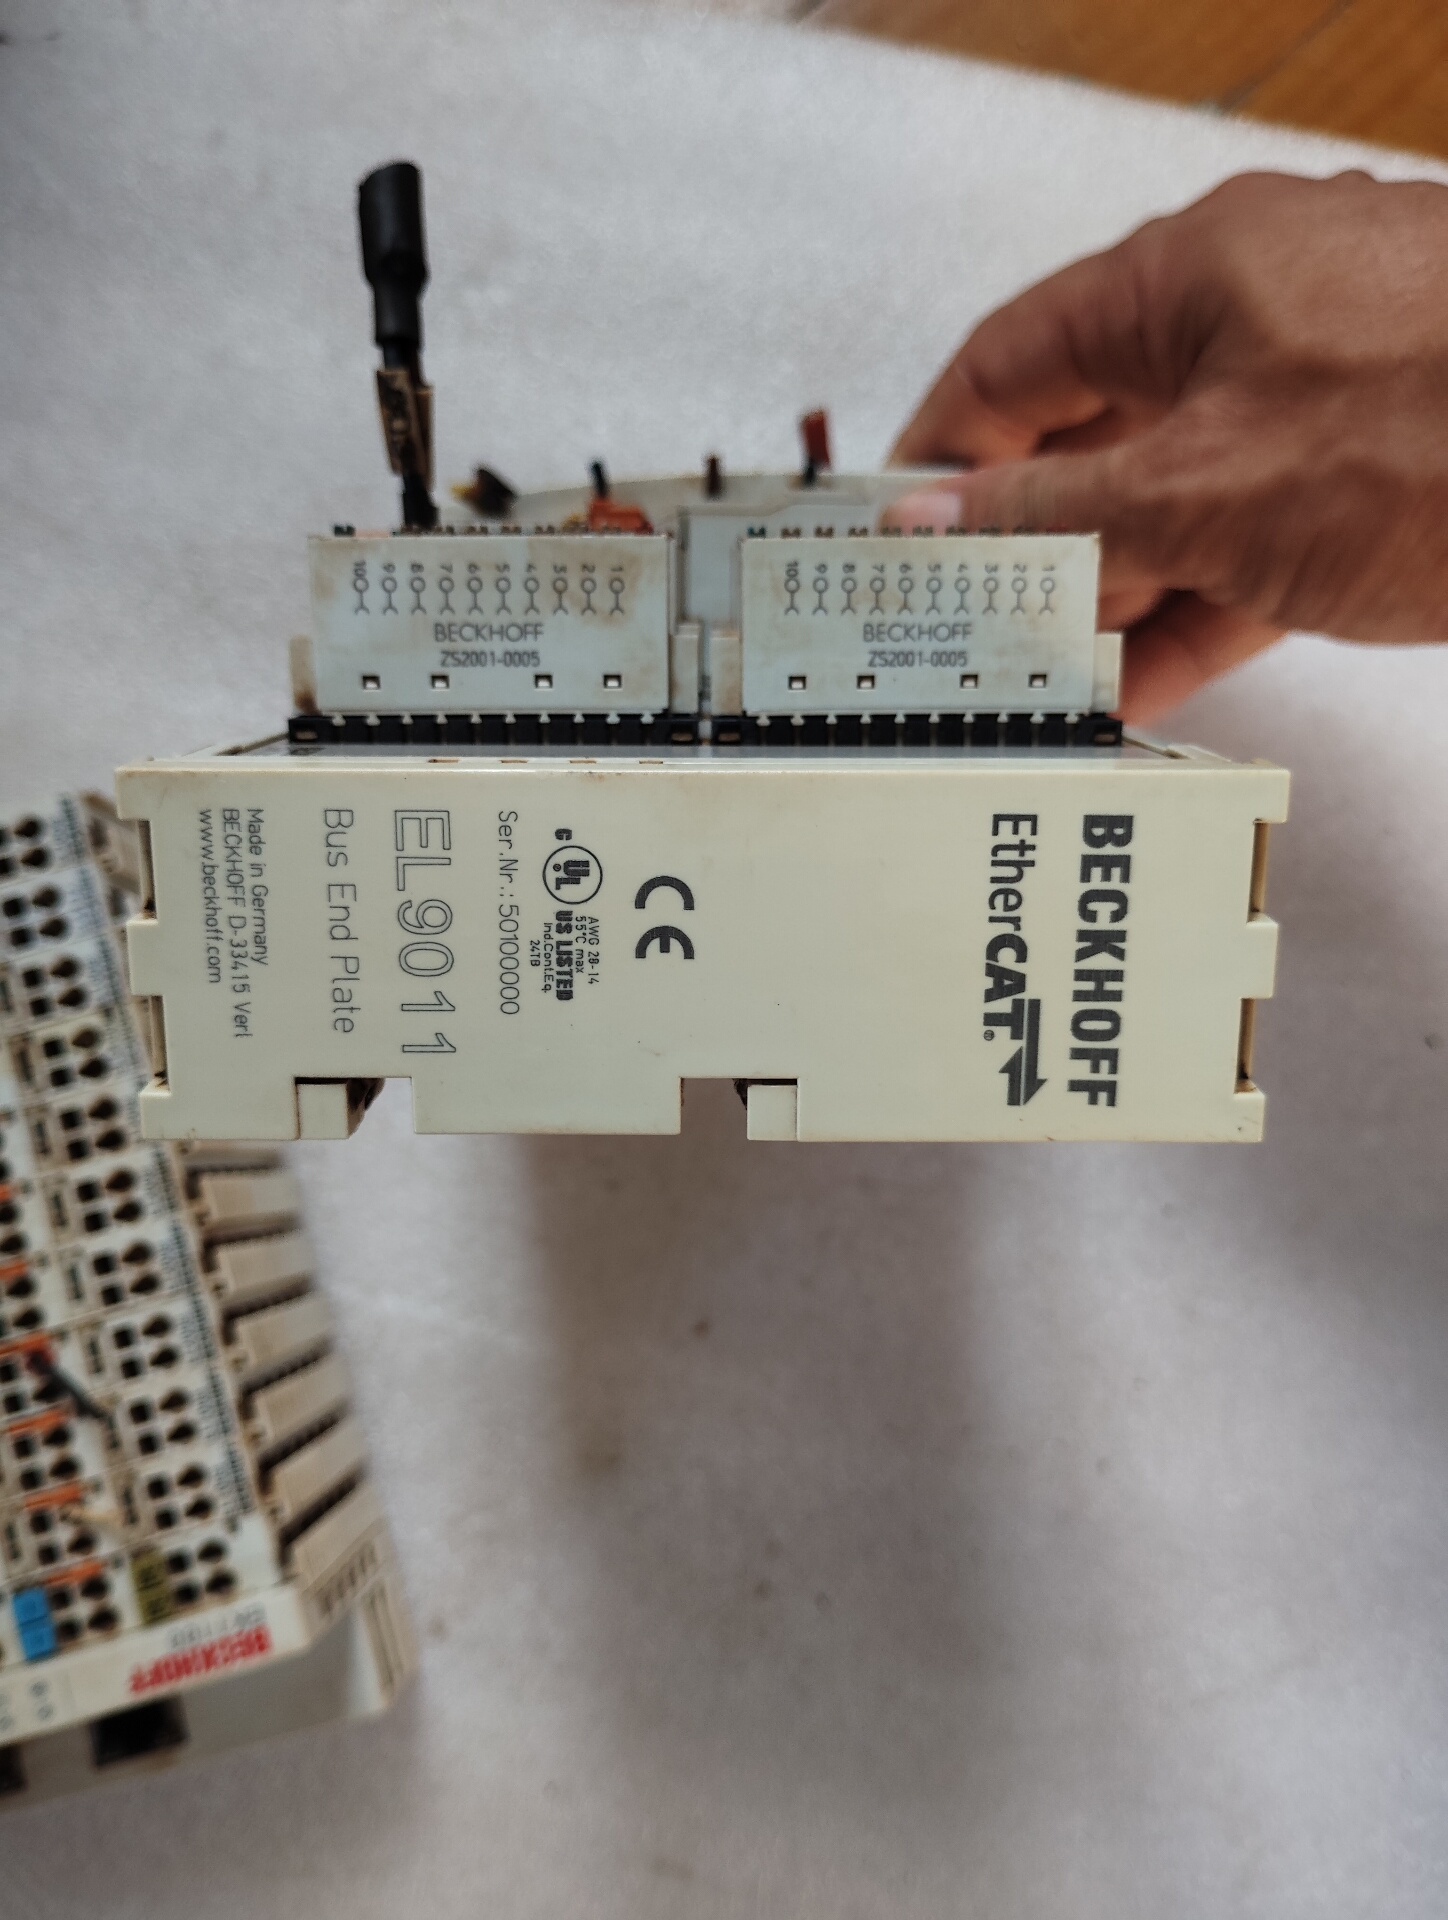 10 9 8 7 6 5 4 3 2 1
BECKHOFF
ZS2001-0005
10 9 8 7 6 5 4 3 2 1
BECKHOFF
ZS2001-0005
BECKHOFF
EtherCAT®
CE
C UL® US LISTED
AWG 28-14
55°C max
Ind.Cont.Eq.
24TB
Ser.Nr.: 50100000
EL9011
Bus End Plate
Made in Germany
BECKHOFF D-33415 Verl
www.beckhoff.com
BECKHOFF